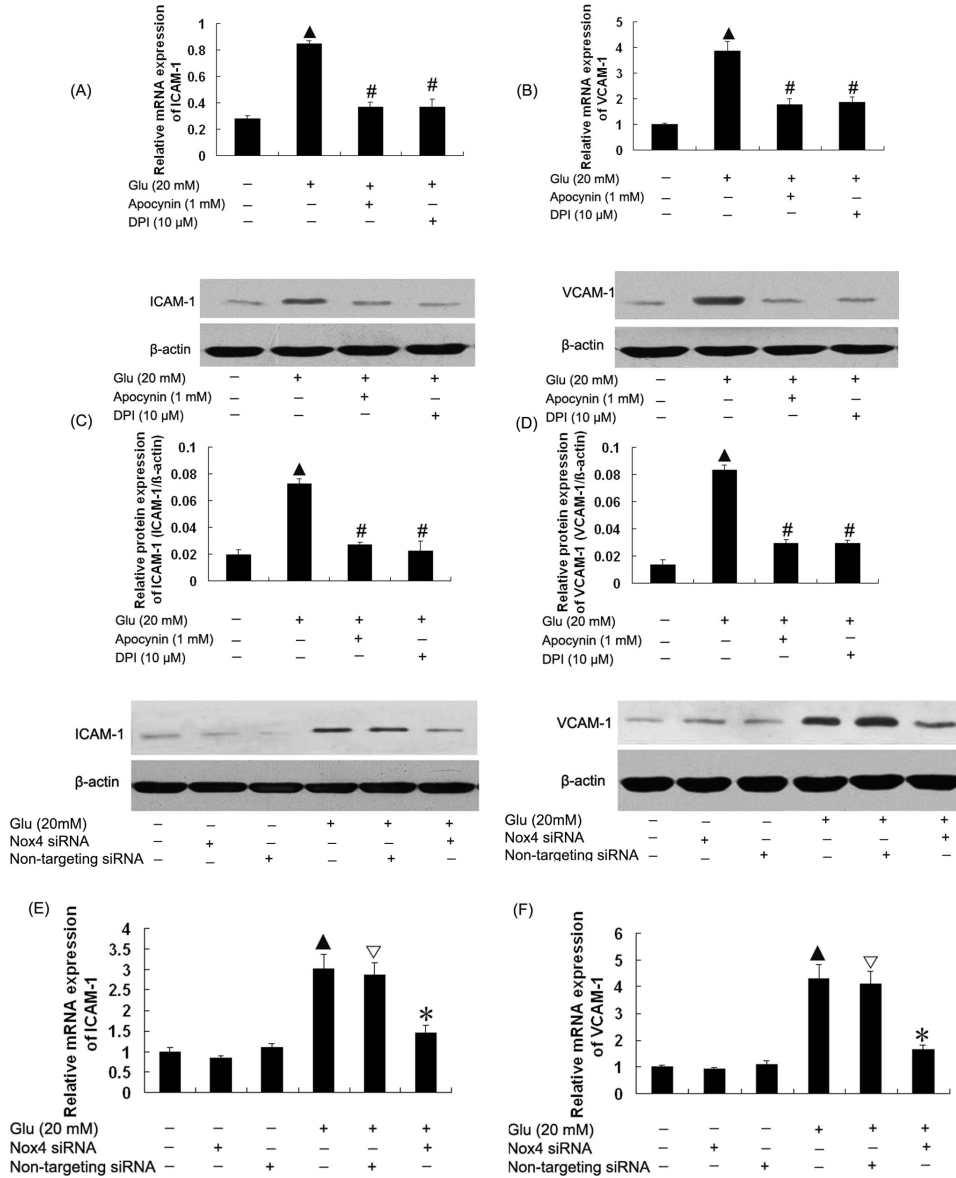 (A)
Relative mRNA expression
of ICAM-1
1
0.8
0.6
0.4
0.2
0
▲
#
#
Glu (20 mM) – + + +
Apocynin (1 mM) – – + –
DPI (10 μM) – – – +
(B)
Relative mRNA expression
of VCAM-1
5
4
3
2
1
0
▲
#
#
Glu (20 mM) – + + +
Apocynin (1 mM) – – + –
DPI (10 μM) – – – +
ICAM-1
β-actin
Glu (20 mM) – + + +
Apocynin (1 mM) – – + –
DPI (10 μM) – – – +
VCAM-1
β-actin
Glu (20 mM) – + + +
Apocynin (1 mM) – – + –
DPI (10 μM) – – – +
(C)
Relative protein expression
of ICAM-1 (ICAM-1/ß-actin)
0.1
0.08
0.06
0.04
0.02
0
▲
#
#
Glu (20 mM) – + + +
Apocynin (1 mM) – – + –
DPI (10 μM) – – – +
(D)
Relative protein expression
of VCAM-1 (VCAM-1/ß-actin)
0.1
0.08
0.06
0.04
0.02
0
▲
#
#
Glu (20 mM) – + + +
Apocynin (1 mM) – – + –
DPI (10 μM) – – – +
ICAM-1
β-actin
Glu (20mM) – – – + + +
Nox4 siRNA – + – – – +
Non-targeting siRNA – – + – + –
VCAM-1
β-actin
Glu (20mM) – – – + + +
Nox4 siRNA – + – – – +
Non-targeting siRNA – – + – + –
(E)
Relative mRNA expression
of ICAM-1
4
3.5
3
2.5
2
1.5
1
0.5
0
▲
▽
*
Glu (20 mM) – – – + + +
Nox4 siRNA – + – – – +
Non-targeting siRNA – – + – + –
(F)
Relative mRNA expression
of VCAM-1
6
5
4
3
2
1
0
▲
▽
*
Glu (20 mM) – – – + + +
Nox4 siRNA – + – – – +
Non-targeting siRNA – – + – + –